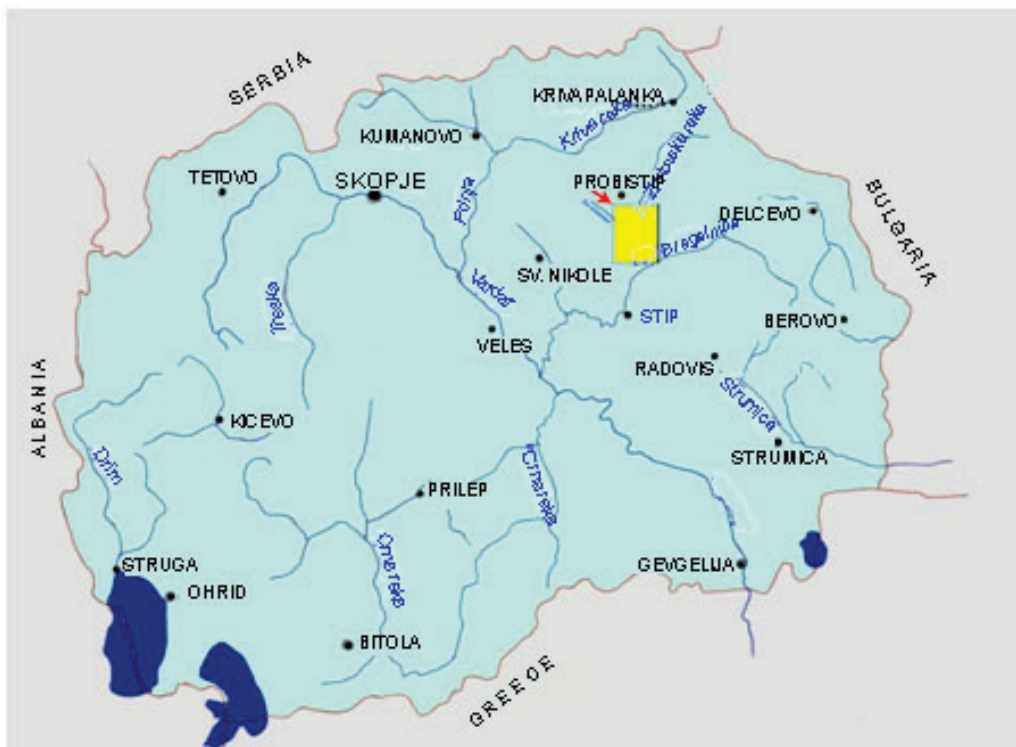 SERBIA
KRIVA PALANKA
KUMANOVO
Kriva reka
TETOVO
SKOPJE
PROBISTIP
Pcinja
DELCEVO
BULGARIA
Bregalnica
SV. NIKOLE
Vardar
Treska
STIP
BEROVO
VELES
RADOVIS
ALBANIA
Strumica
KICEVO
STRUMICA
Drim
Crna reka
PRILEP
STRUGA
Crna reka
GEVGELIJA
OHRID
BITOLA
GREECE